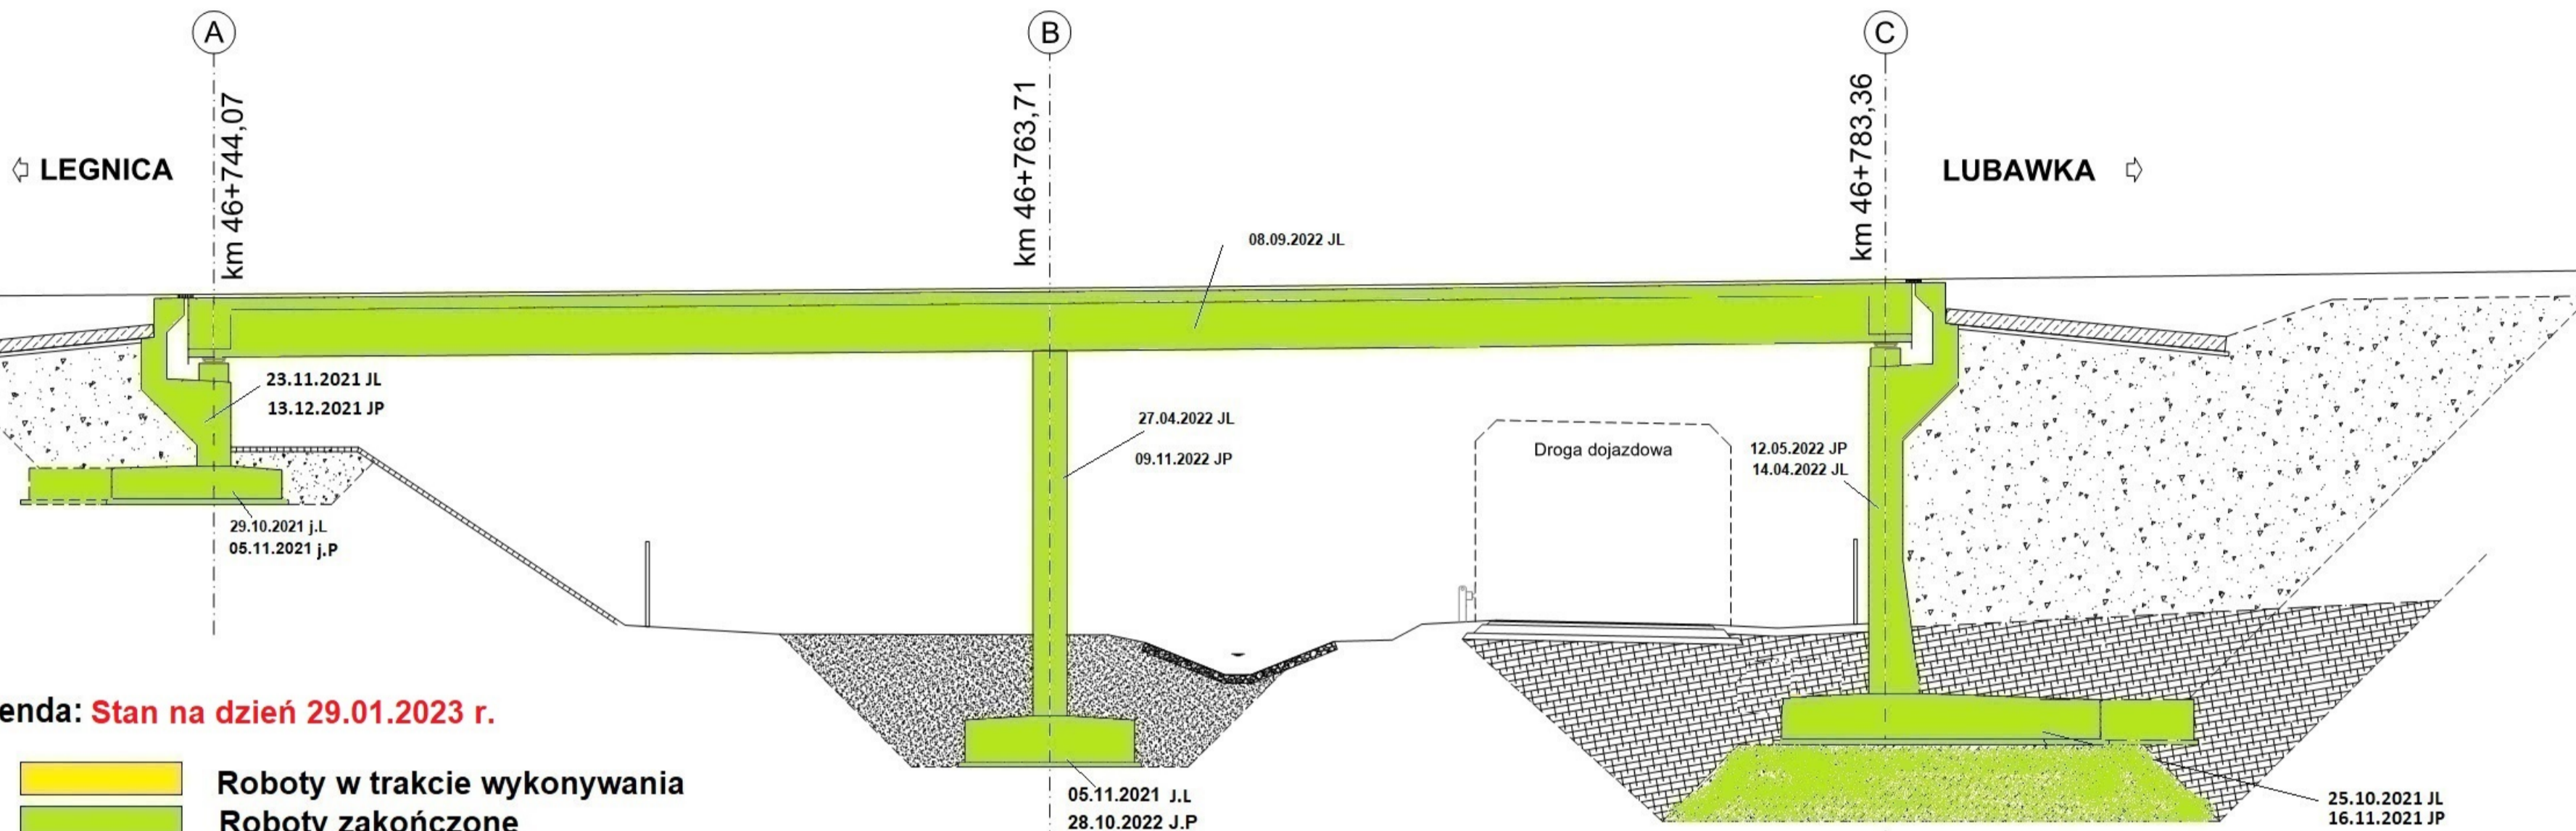 A
B
C
km 46+744,07
km 46+763,71
km 46+783,36
LEGNICA
LUBAWKA
08.09.2022 JL
23.11.2021 JL
13.12.2021 JP
27.04.2022 JL
09.11.2022 JP
Droga dojazdowa
12.05.2022 JP
14.04.2022 JL
29.10.2021 j.L
05.11.2021 j.P
enda: Stan na dzień 29.01.2023 r.
Roboty w trakcie wykonywania
Roboty zakończone
05.11.2021 J.L
28.10.2022 J.P
25.10.2021 JL
16.11.2021 JP